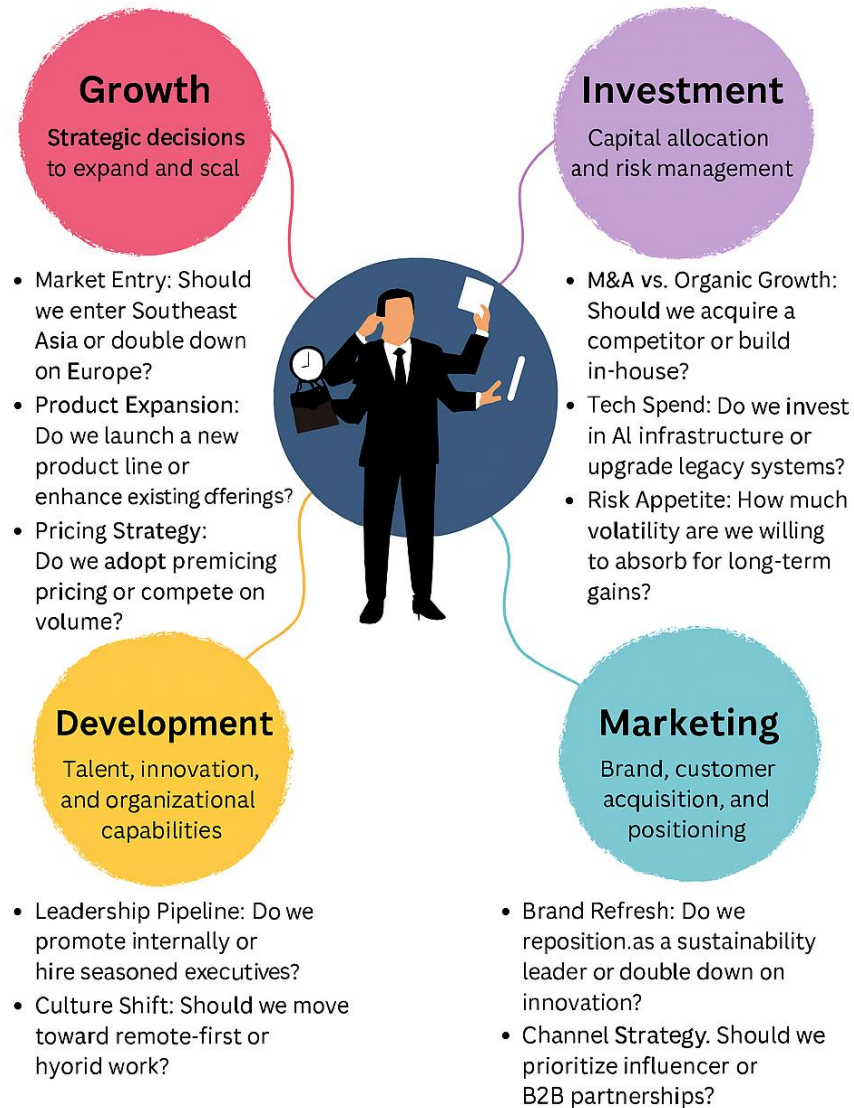 Growth
Strategic decisions
to expand and scal
• Market Entry: Should
we enter Southeast
Asia or double down
on Europe?
• Product Expansion:
Do we launch a new
product line or
enhance existing dfferings?
• Pricing Strategy:
Do we adopt premicing
pricing or compete on
volume?
Investment
Capital allocation
and risk management
• M&A vs. Organic Growth:
Should we acquire a
competitor or build
in-house?
• Tech Spend: Do we invest
in Al infrastructure or
upgrade legacy systems?
• Risk Appetite: How much
volatility are we willing
to absorb for long-term
gains?
Development
Talent, innovation,
and organizational
capabilities
• Leadership Pipeline: Do we
promote internally or
hire seasoned executives?
• Culture Shift: Should we move
toward remote-first or
hyorid work?
Marketing
Brand, customer
acquisition, and
positioning
• Brand Refresh: Do we
reposition.as a sustainability
leader or double down on
innovation?
• Channel Strategy. Should we
prioritize influencer or
B2B partnerships?